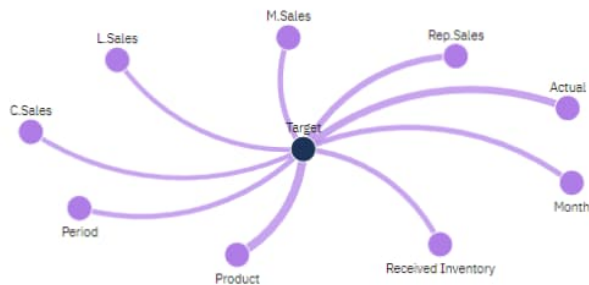 M.Sales
L.Sales
Rep.Sales
Actual
C.Sales
Target
Month
Period
Received Inventory
Product